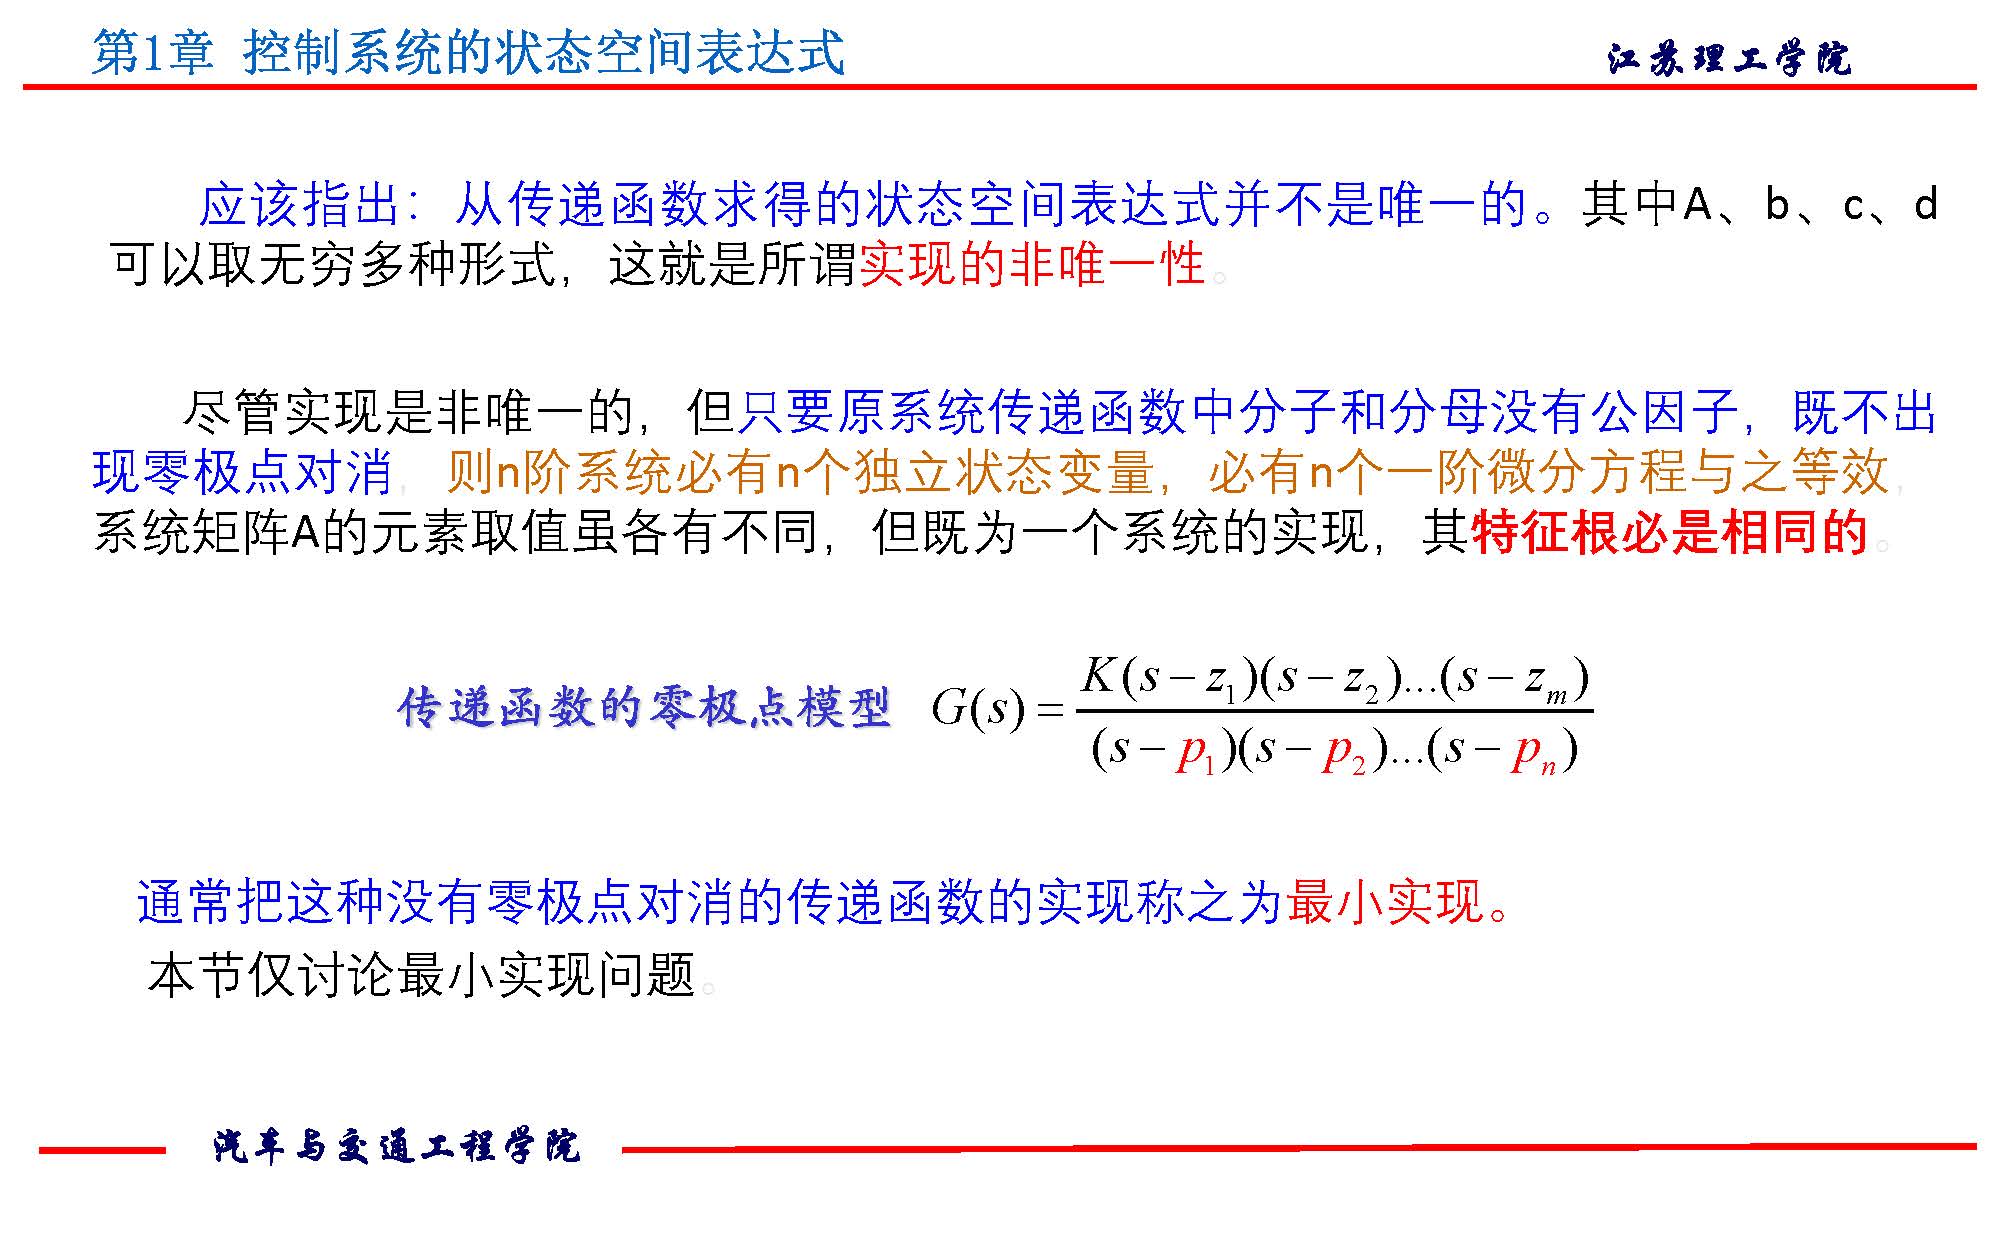 第1章 控制系统的状态空间表达式
江苏理工学院
应该指出：从传递函数求得的状态空间表达式并不是唯一的。其中A、b、c、d
可以取无穷多种形式，这就是所谓实现的非唯一性。
尽管实现是非唯一的，但只要原系统传递函数中分子和分母没有公因子，既不出
现零极点对消，则n阶系统必有n个独立状态变量，必有n个一阶微分方程与之等效，
系统矩阵A的元素取值虽各有不同，但既为一个系统的实现，其特征根必是相同的。
传递函数的零极点模型 G(s) = \frac{K(s-z_1)(s-z_2)...(s-z_m)}{(s-p_1)(s-p_2)...(s-p_n)}
通常把这种没有零极点对消的传递函数的实现称之为最小实现。
本节仅讨论最小实现问题。
汽车与交通工程学院